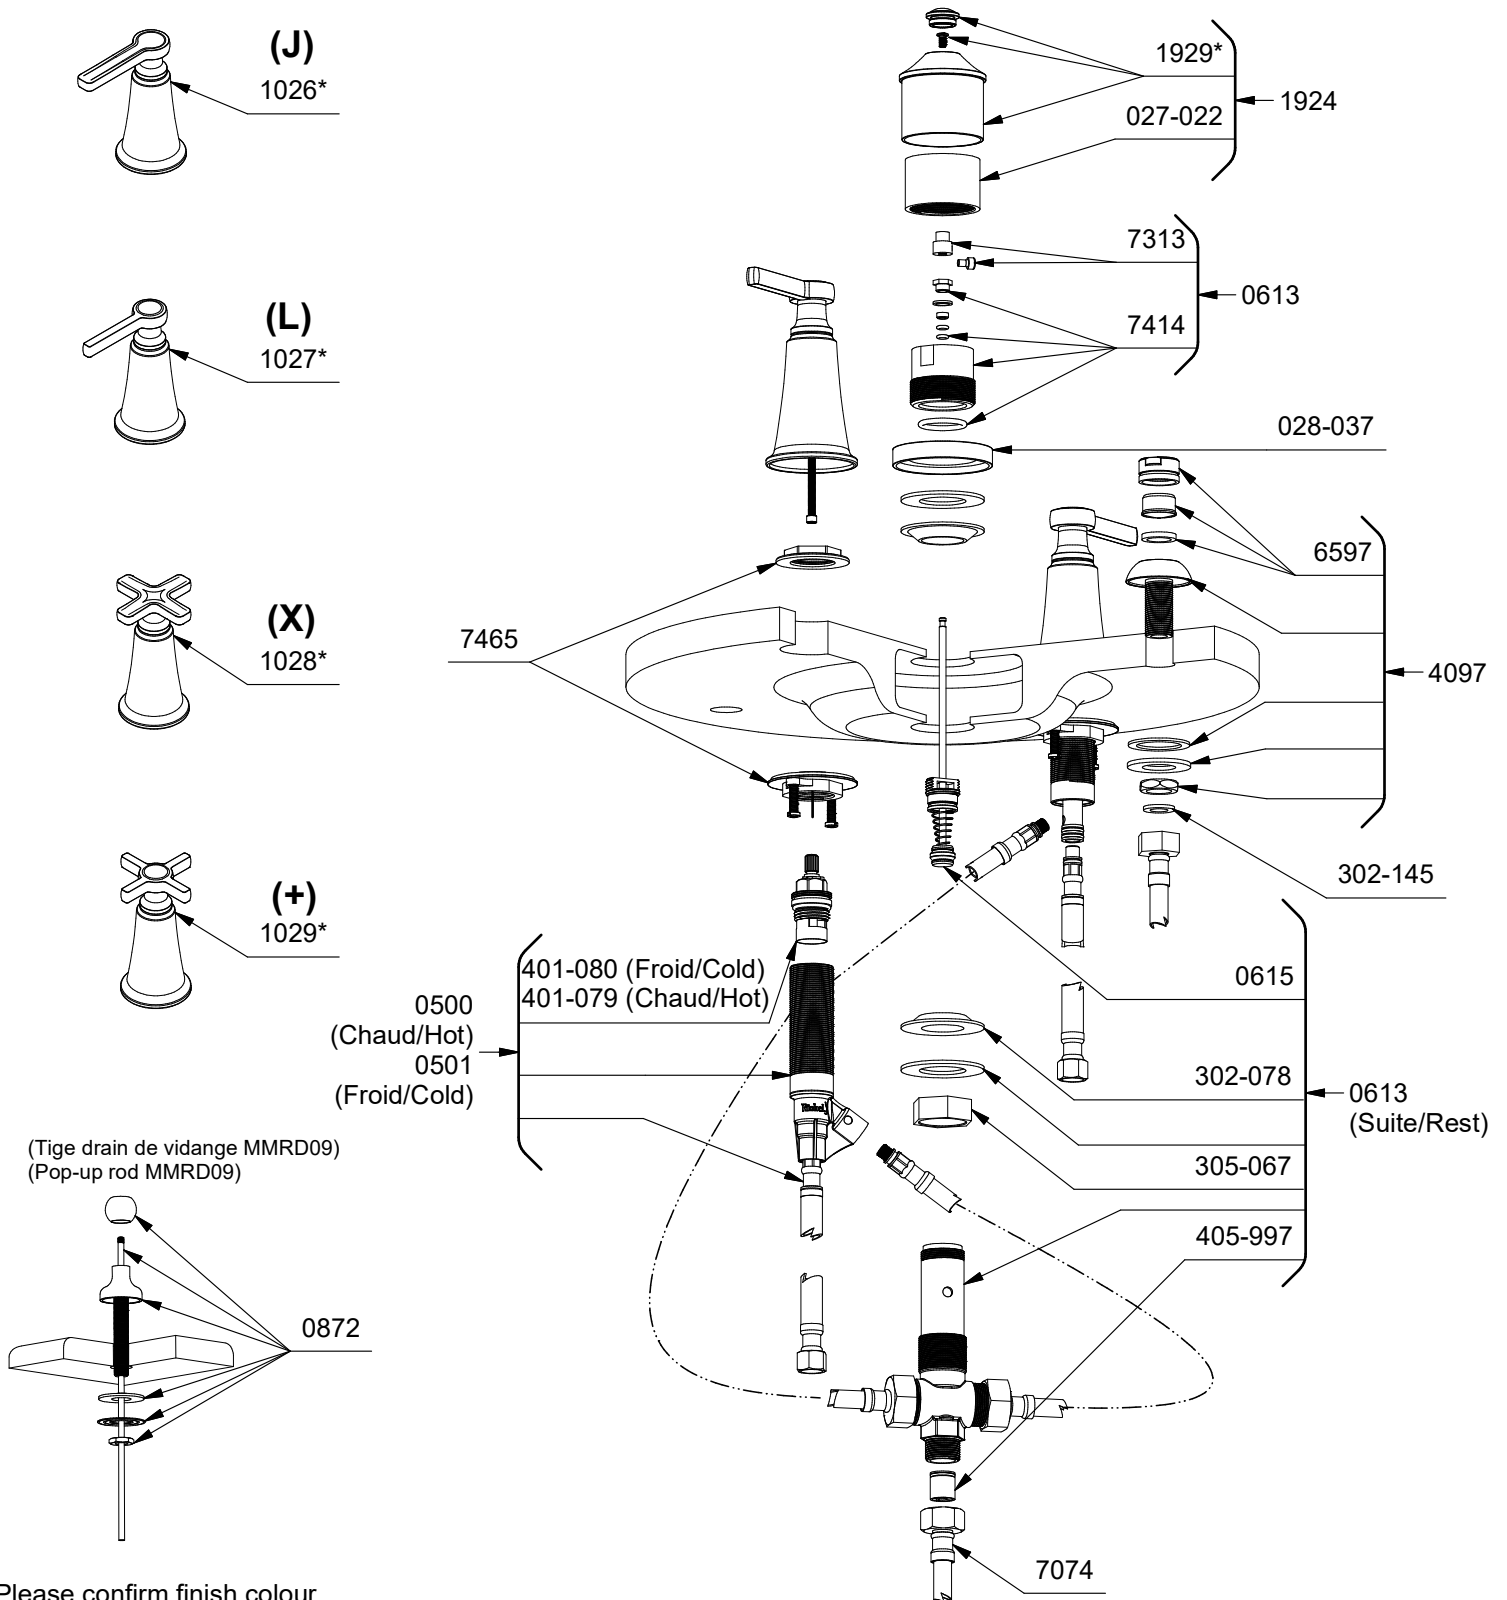 (J)
1026*
(L)
1027*
(X)
1028*
(+)
1029*
1929*
027-022
1924
7313
7414
0613
028-037
6597
4097
302-145
7465
401-080 (Froid/Cold)
401-079 (Chaud/Hot)
0500
(Chaud/Hot)
0501
(Froid/Cold)
0615
302-078
305-067
405-997
0613
(Suite/Rest)
7074
(Tige drain de vidange MMRD09)
(Pop-up rod MMRD09)
0872
Please confirm finish colour